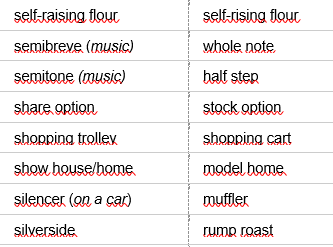 self-raising flour self-rising flour
semibreve (music) whole note
semitone (music) half step
share option stock option
shopping trolley shopping cart
show house/home model home
silencer (on a car) muffler
silverside rump roast